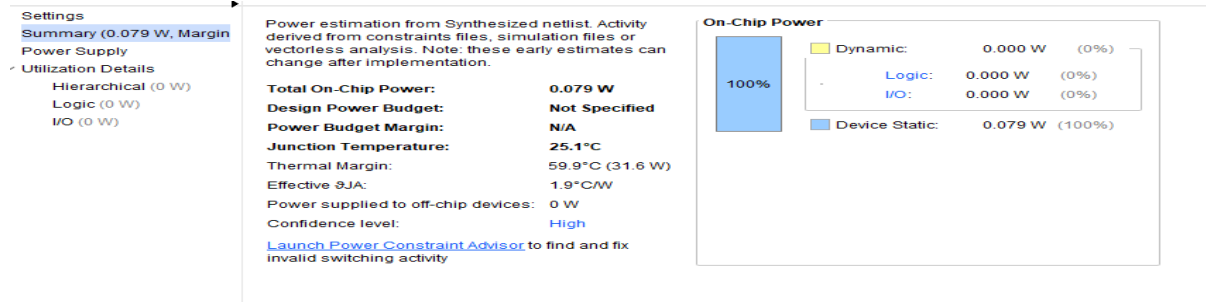 Settings
Summary (0.079 W, Margin
Power Supply
Utilization Details
Hierarchical (0 W)
Logic (0 W)
I/O (0 W)
Power estimation from Synthesized netlist. Activity
derived from constraints files, simulation files or
vectorless analysis. Note: these early estimates can
change after implementation.
Total On-Chip Power: 0.079 W
Design Power Budget: Not Specified
Power Budget Margin: N/A
Junction Temperature: 25.1°C
Thermal Margin: 59.9°C (31.6 W)
Effective ϑJA: 1.9°C/W
Power supplied to off-chip devices: 0 W
Confidence level: High
Launch Power Constraint Advisor to find and fix
invalid switching activity
On-Chip Power
100%
Dynamic: 0.000 W (0%)
Logic: 0.000 W (0%)
I/O: 0.000 W (0%)
Device Static: 0.079 W (100%)